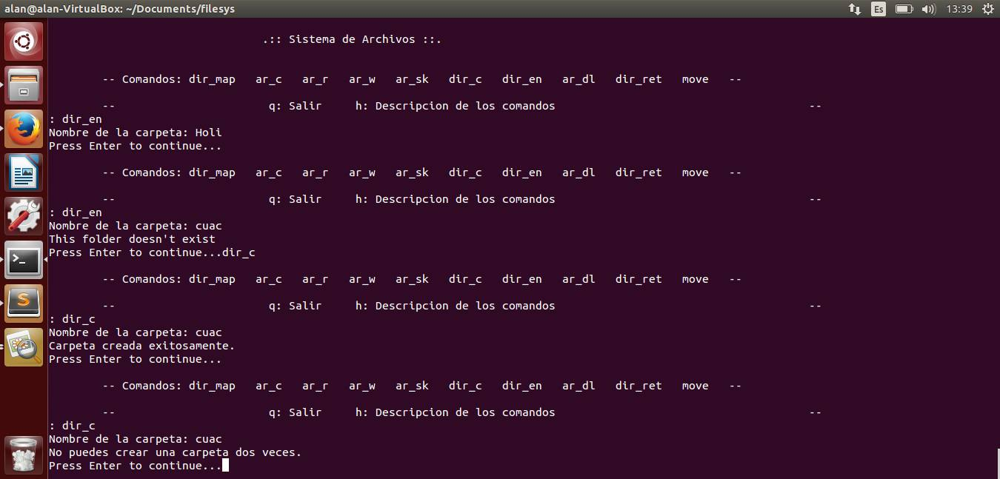 alan@alan-VirtualBox: ~/Documents/filesys Es 13:39
.:: Sistema de Archivos ::.
-- Comandos: dir_map ar_c ar_r ar_w ar_sk dir_c dir_en ar_dl dir_ret move --
-- q: Salir h: Descripcion de los comandos --
: dir_en
Nombre de la carpeta: Holi
Press Enter to continue...
-- Comandos: dir_map ar_c ar_r ar_w ar_sk dir_c dir_en ar_dl dir_ret move --
-- q: Salir h: Descripcion de los comandos --
: dir_en
Nombre de la carpeta: cuac
This folder doesn't exist
Press Enter to continue...dir_c
-- Comandos: dir_map ar_c ar_r ar_w ar_sk dir_c dir_en ar_dl dir_ret move --
-- q: Salir h: Descripcion de los comandos --
: dir_c
Nombre de la carpeta: cuac
Carpeta creada exitosamente.
Press Enter to continue...
-- Comandos: dir_map ar_c ar_r ar_w ar_sk dir_c dir_en ar_dl dir_ret move --
-- q: Salir h: Descripcion de los comandos --
: dir_c
Nombre de la carpeta: cuac
No puedes crear una carpeta dos veces.
Press Enter to continue...